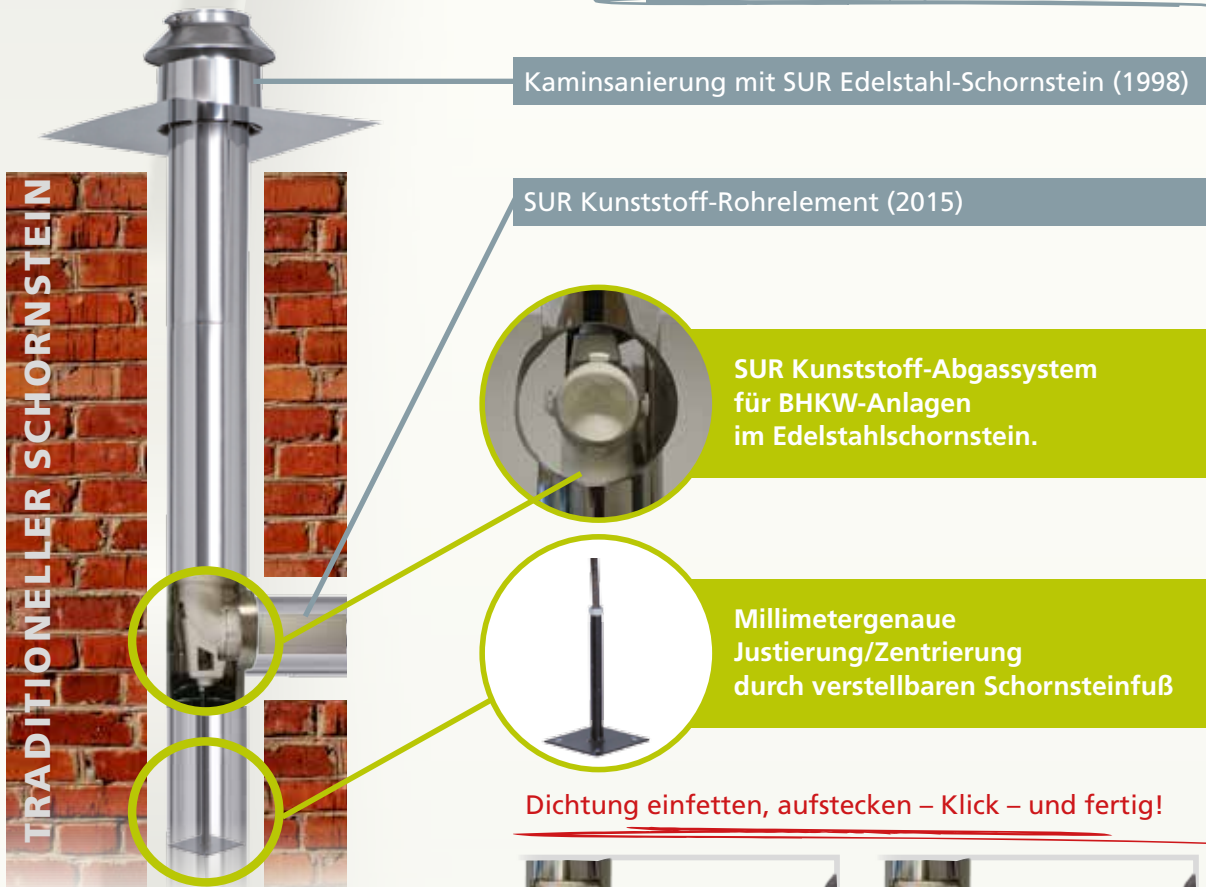 Kaminsanierung mit SUR Edelstahl-Schornstein (1998)
SUR Kunststoff-Rohrelement (2015)
TRADITIONELLER SCHORNSTEIN
SUR Kunststoff-Abgassystem
für BHKW-Anlagen
im Edelstahlschornstein.
Millimetergenaue
Justierung/Zentrierung
durch verstellbaren Schornsteinfuß
Dichtung einfetten, aufstecken – Klick – und fertig!